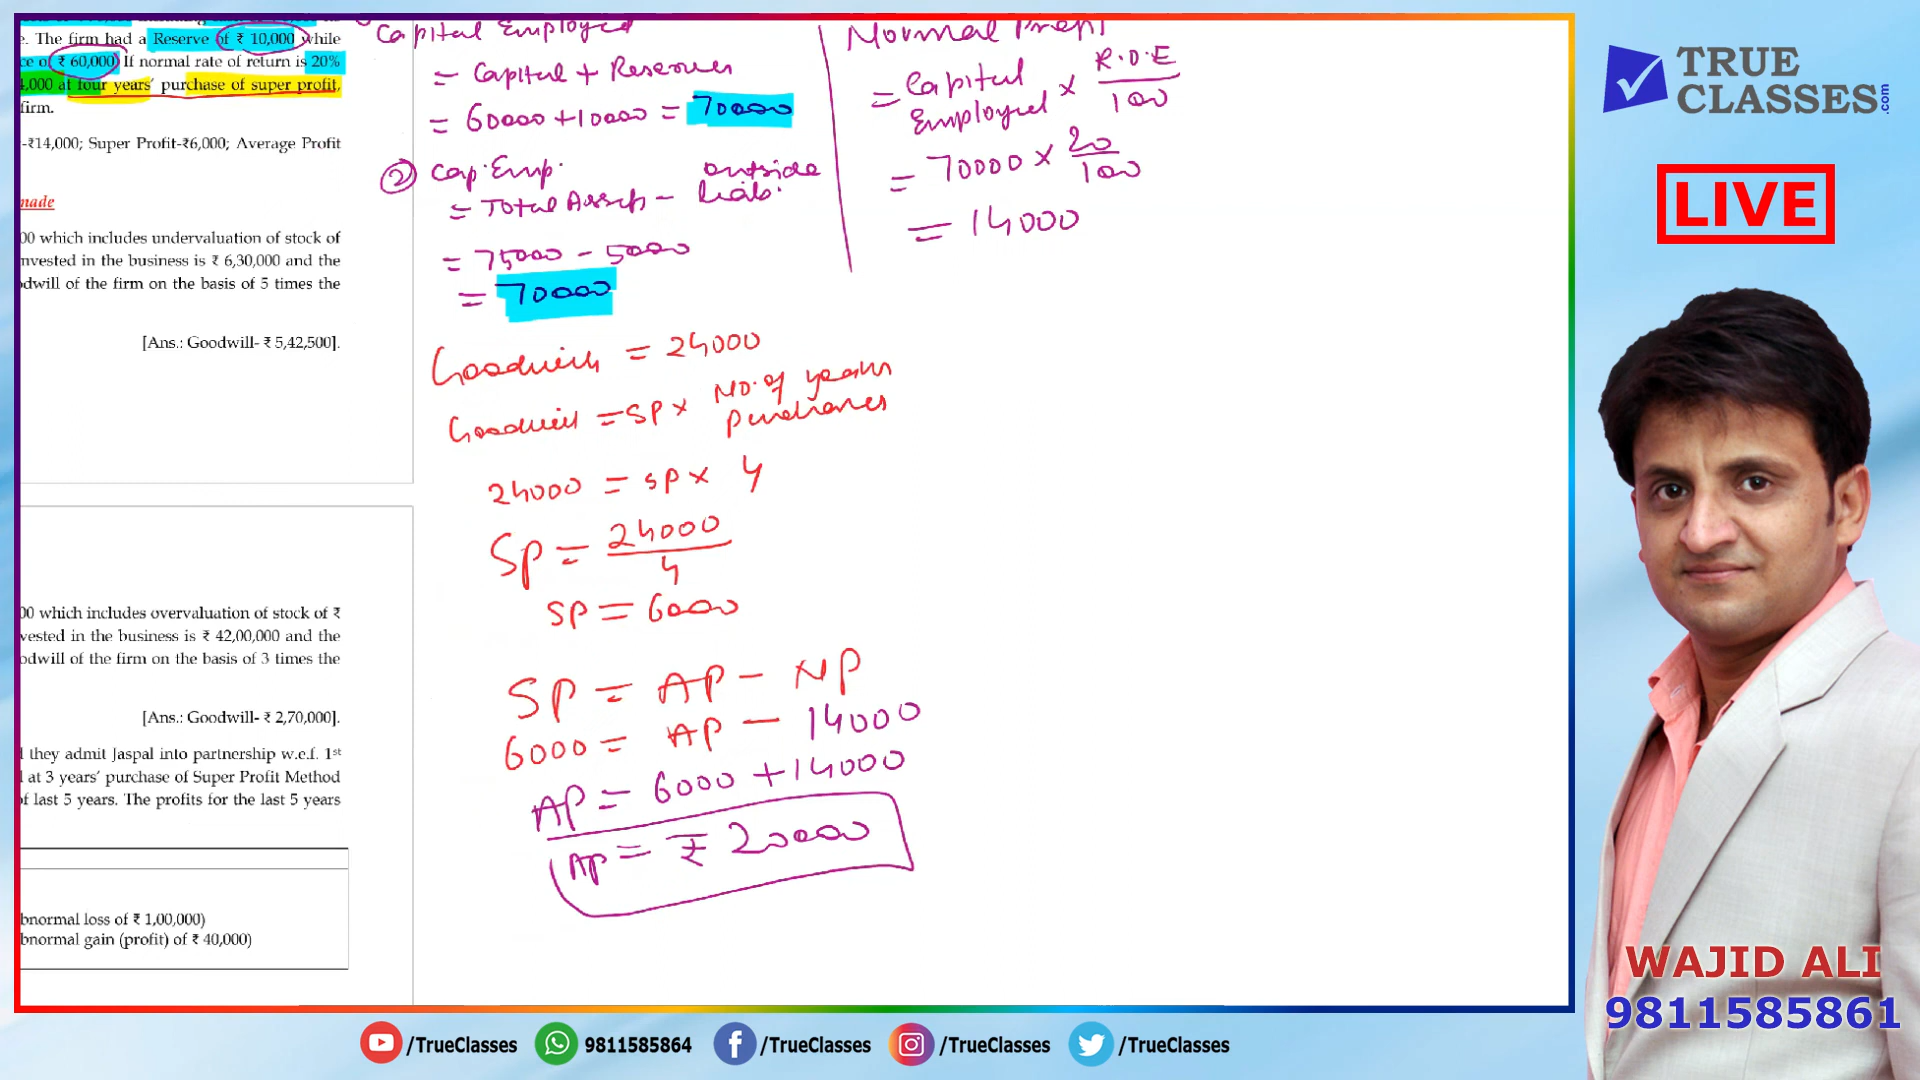 e. The firm had a Reserve of ₹ 10,000 while
ce of ₹ 60,000. If normal rate of return is 20%
4,000 at four years' purchase of super profit,
firm.
-₹14,000; Super Profit-₹6,000; Average Profit
made
00 which includes undervaluation of stock of
nvested in the business is ₹ 6,30,000 and the
odwill of the firm on the basis of 5 times the
[Ans.: Goodwill- ₹ 5,42,500].
00 which includes overvaluation of stock of ₹
vested in the business is ₹ 42,00,000 and the
odwill of the firm on the basis of 3 times the
[Ans.: Goodwill- ₹ 2,70,000].
d they admit Jaspal into partnership w.e.f. 1st
d at 3 years' purchase of Super Profit Method
of last 5 years. The profits for the last 5 years
bnormal loss of ₹ 1,00,000)
bnormal gain (profit) of ₹ 40,000)
Capital Employed
= Capital + Reserves
= 60000 + 10000 = 70000
② Cap. Emp.
= Total Assets - outside Liab.
= 75000 - 5000
= 70000
Normal Profit
= Capital Employed × R.O.E / 100
= 70000 × 20 / 100
= 14000
Goodwill = 24000
Goodwill = SP × No. of years purchases
24000 = SP × 4
SP = 24000 / 4
SP = 6000
SP = AP - NP
6000 = AP - 14000
AP = 6000 + 14000
AP = ₹ 20000
TRUE
CLASSES.com
LIVE
WAJID ALI
9811585861
/TrueClasses 9811585864 /TrueClasses /TrueClasses /TrueClasses